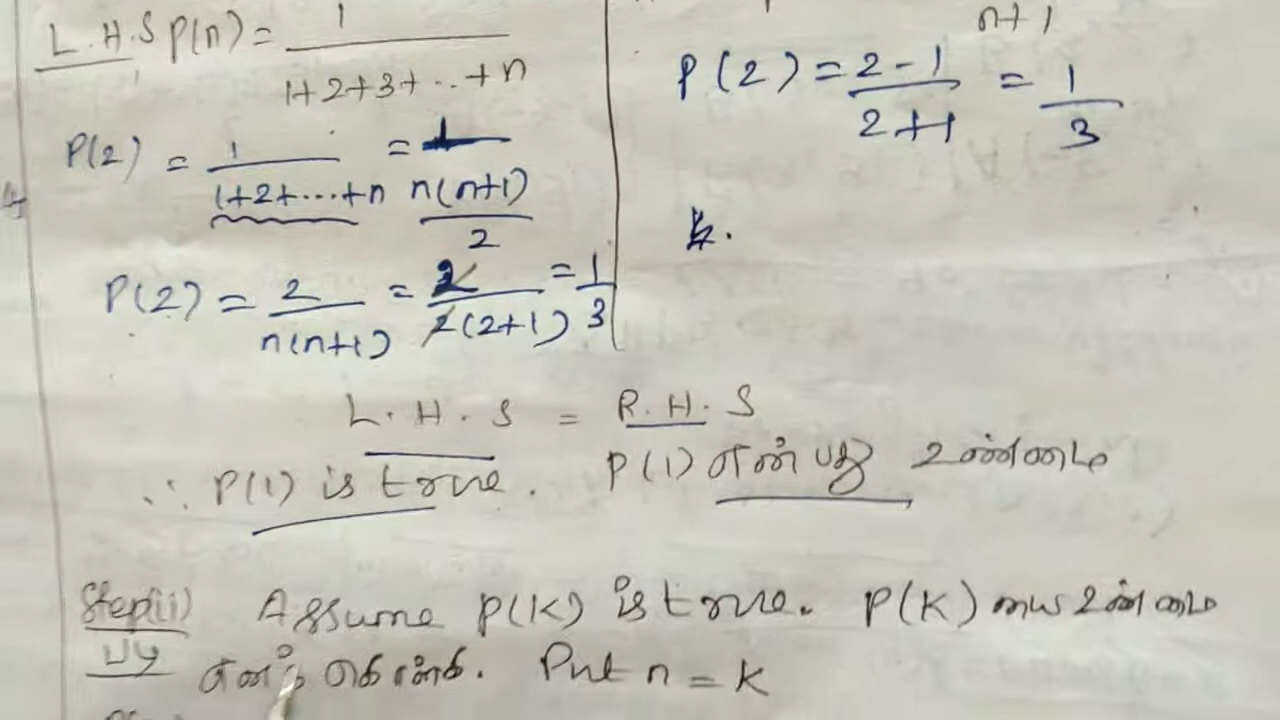 L.H.S P(n) = 1 / 1+2+3+...+n
P(2) = 1 / 1+2+...+n = 1 / n(n+1) / 2
P(2) = 2 / n(n+1) = 2 / 2(2+1) = 1 / 3
n+1
P(2) = 2-1 / 2+1 = 1 / 3
L.H.S = R.H.S
∴ P(1) is true. P(1) என்பது உண்மை
Step(ii) Assume P(K) is true. P(K) யை உண்மை
படி கொள்க. Put n = K